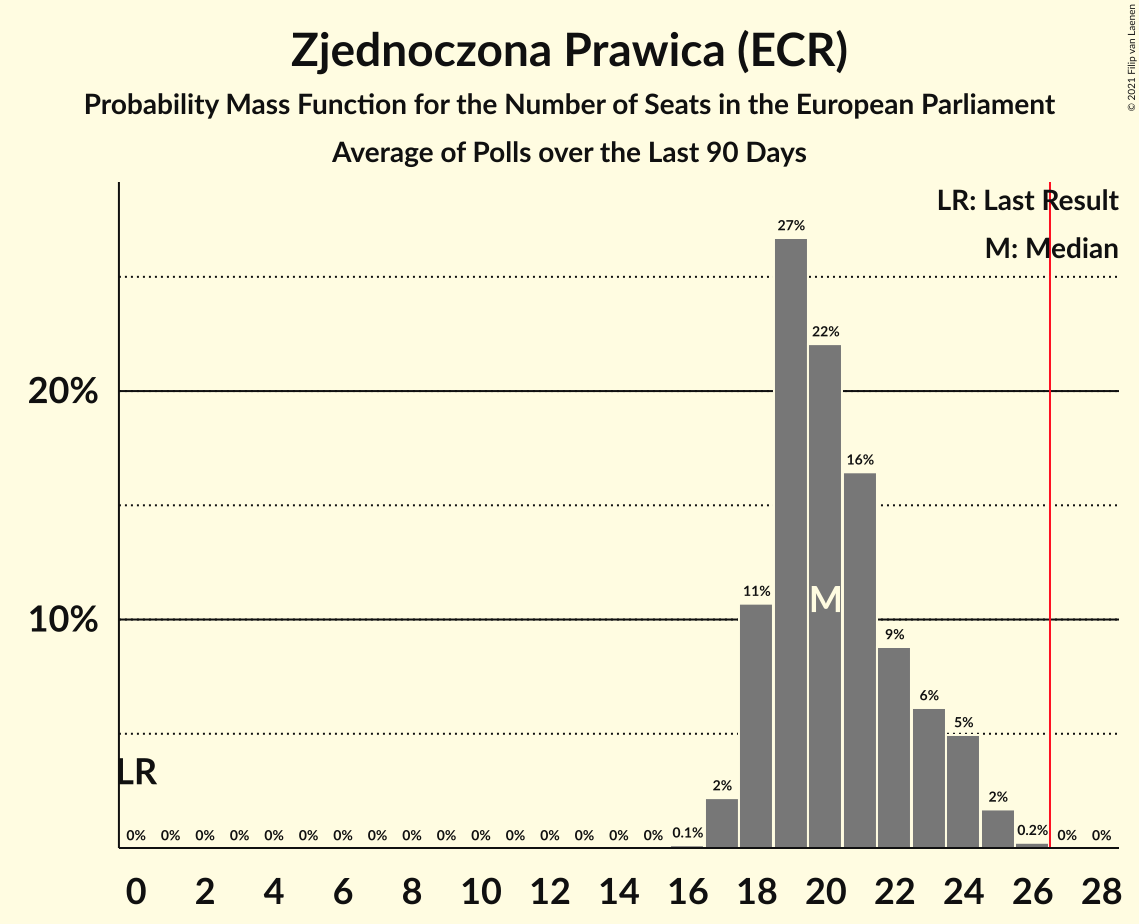 Zjednoczona Prawica (ECR)
Probability Mass Function for the Number of Seats in the European Parliament
Average of Polls over the Last 90 Days
© 2021 Filip van Laenen
LR: Last Result
M: Median
27%
22%
20%
16%
11%
M
10%
9%
6%
5%
LR
2%
2%
0% 0% 0% 0% 0% 0% 0% 0% 0% 0% 0% 0% 0% 0% 0% 0% 0.1% 0.2% 0% 0%
0 2 4 6 8 10 12 14 16 18 20 22 24 26 28